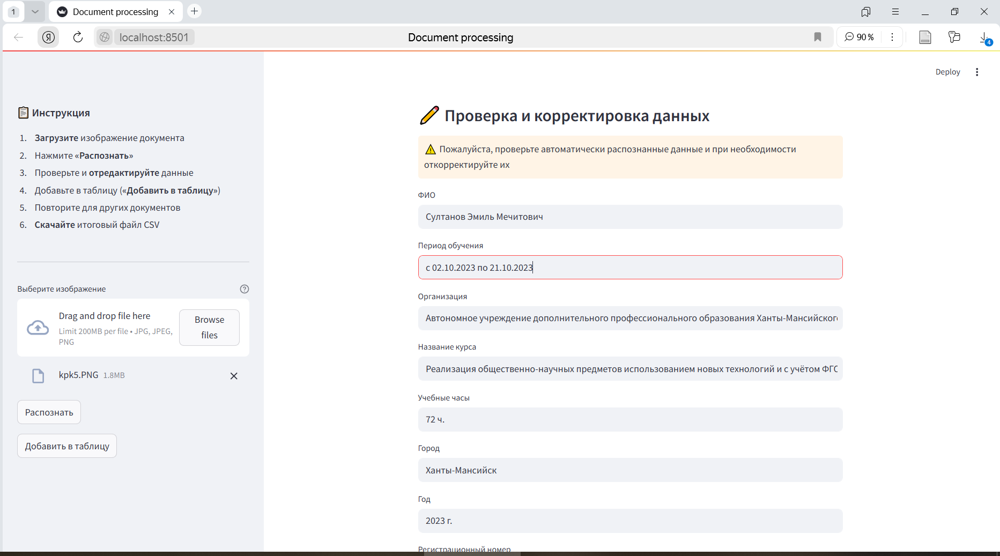 1
Document processing
localhost:8501
Document processing
90 %
4
Deploy
Инструкция
1. Загрузите изображение документа
2. Нажмите «Распознать»
3. Проверьте и отредактируйте данные
4. Добавьте в таблицу («Добавить в таблицу»)
5. Повторите для других документов
6. Скачайте итоговый файл CSV
Выберите изображение
Drag and drop file here
Limit 200MB per file • JPG, JPEG,
PNG
Browse
files
kpk5.PNG 1.8MB
Распознать
Добавить в таблицу
Проверка и корректировка данных
Пожалуйста, проверьте автоматически распознанные данные и при необходимости
откорректируйте их
ФИО
Султанов Эмиль Мечитович
Период обучения
с 02.10.2023 по 21.10.2023
Организация
Автономное учреждение дополнительного профессионального образования Ханты-Мансийског
Название курса
Реализация общественно-научных предметов использованием новых технологий и с учётом ФГС
Учебные часы
72 ч.
Город
Ханты-Мансийск
Год
2023 г.
Регистрационный номер